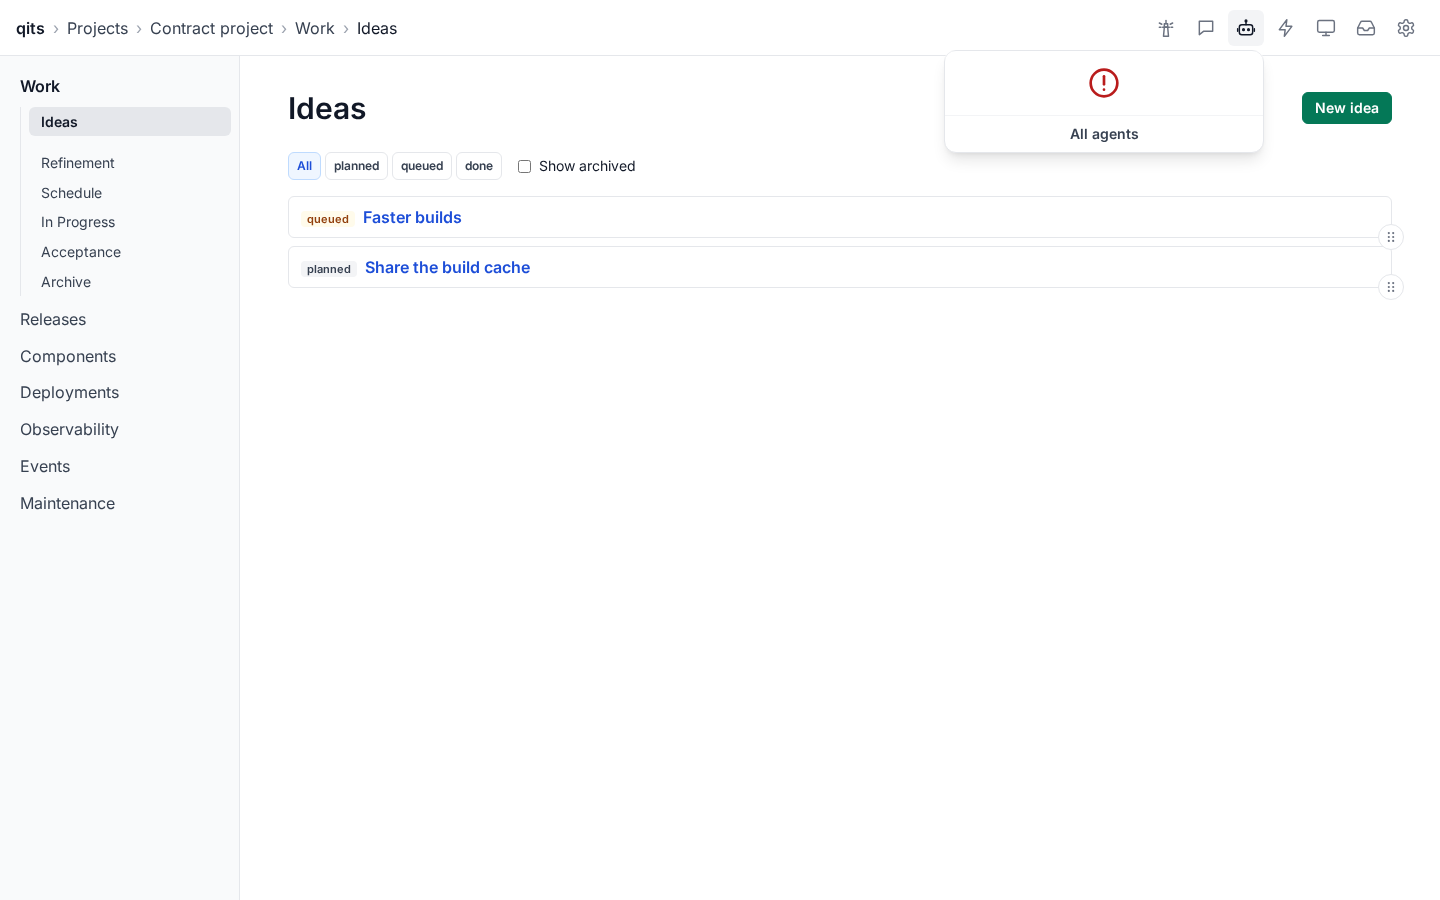 qits › Projects › Contract project › Work › Ideas
Work
Ideas
Refinement
Schedule
In Progress
Acceptance
Archive
Releases
Components
Deployments
Observability
Events
Maintenance
All agents
Ideas
New idea
All planned queued done Show archived
queued Faster builds
planned Share the build cache